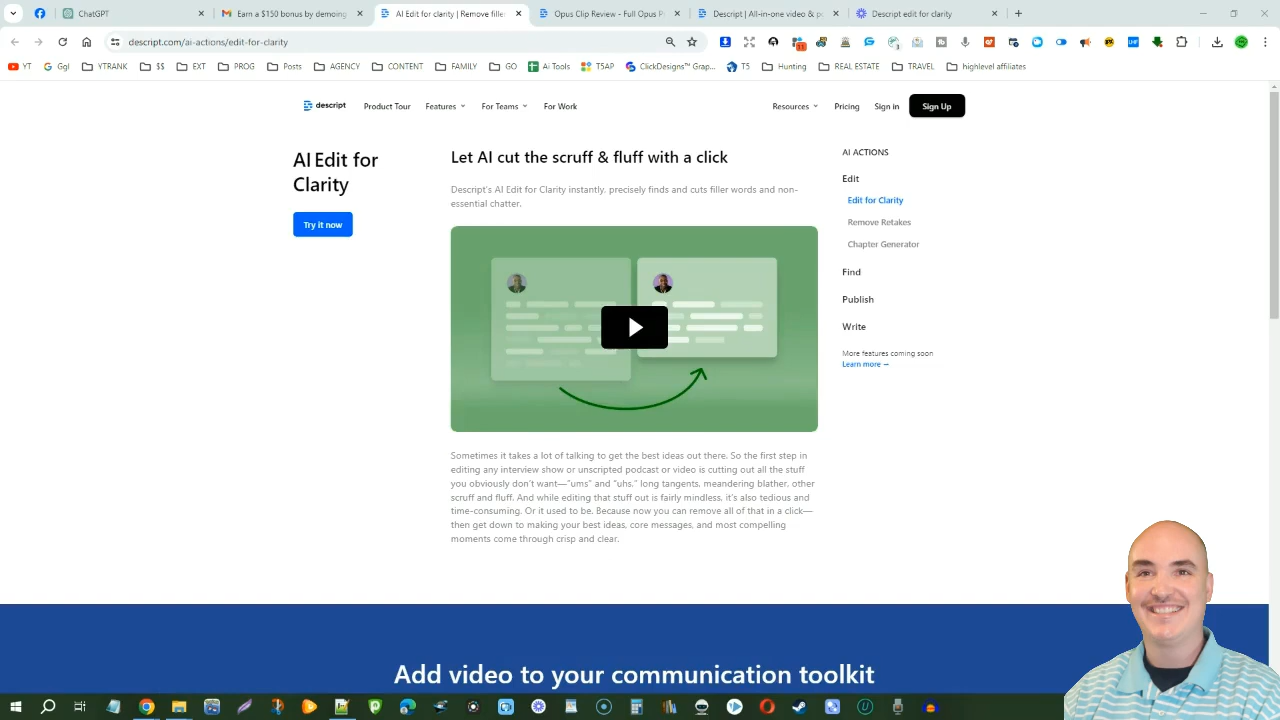 ChatGPT
Earn a $150 bonus by demoing
AI Edit for clarity | Remove fille
Opus Clip Review - Full Opus P
Descript | All-in-one video & po
Descript edit for clarity
descript.com/ai-actions/edit-for-clarity
YT
Ggl
YTRANK
$$
EXT
PROG
Posts
AGENCY
CONTENT
FAMILY
GO
Ai Tools
T5AP
ClickDesigns™ Grap...
T5
Hunting
REAL ESTATE
TRAVEL
highlevel affiliates
descript
Product Tour
Features
For Teams
For Work
Resources
Pricing
Sign in
Sign Up
AI Edit for
Clarity
Try it now
Let AI cut the scruff & fluff with a click
Descript's AI Edit for Clarity instantly, precisely finds and cuts filler words and non-
essential chatter.
Sometimes it takes a lot of talking to get the best ideas out there. So the first step in
editing any interview show or unscripted podcast or video is cutting out all the stuff
you obviously don't want—"ums" and "uhs," long tangents, meandering blather, other
scruff and fluff. And while editing that stuff out is fairly mindless, it's also tedious and
time-consuming. Or it used to be. Because now you can remove all of that in a click—
then get down to making your best ideas, core messages, and most compelling
moments come through crisp and clear.
AI ACTIONS
Edit
Edit for Clarity
Remove Retakes
Chapter Generator
Find
Publish
Write
More features coming soon
Learn more →
Add video to your communication toolkit